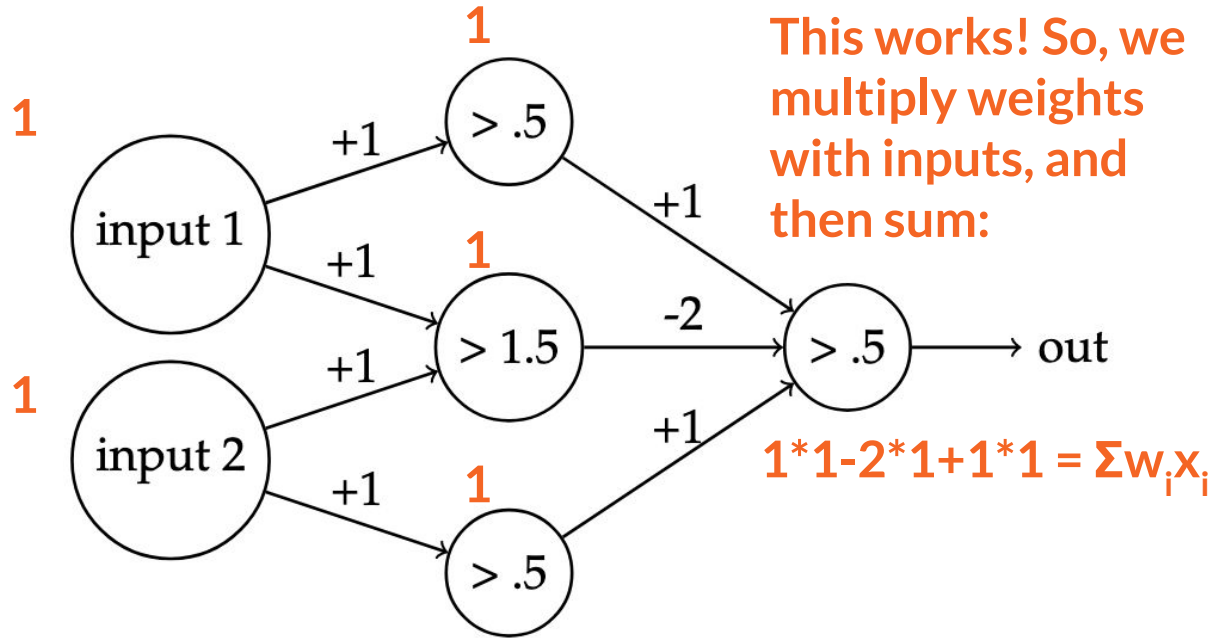 1
This works! So, we
multiply weights
with inputs, and
then sum:
1
> .5
+1
input 1
+1
+1
1
> 1.5
-2
> .5
out
1
+1
input 2
+1
+1
1*1-2*1+1*1 = Σwᵢxᵢ
1
> .5